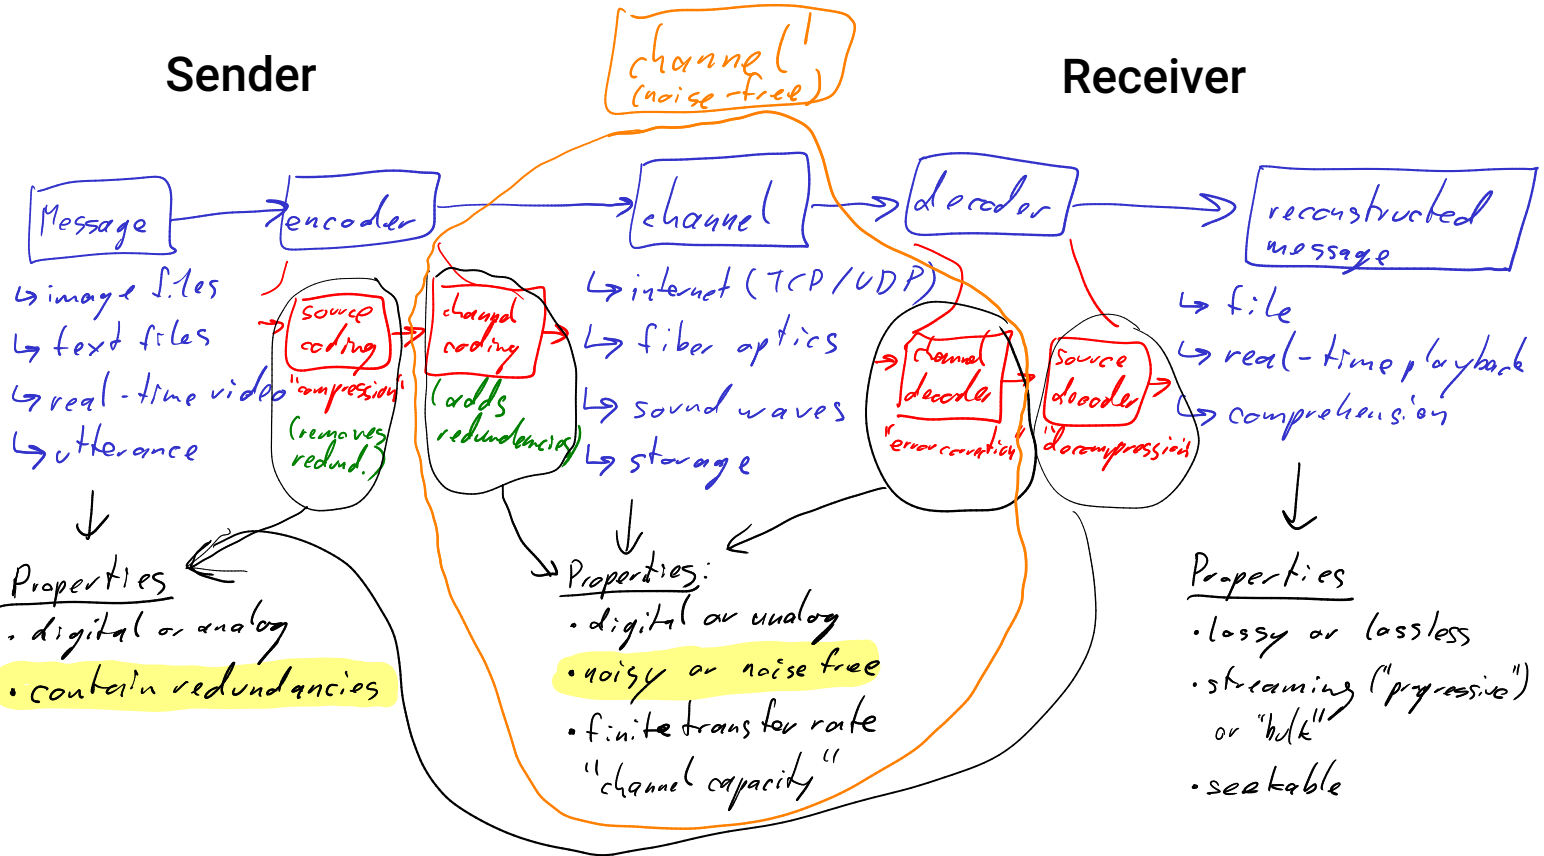 channel'
(noise-free)
Sender
Receiver
Message
encoder
channel
decoder
reconstructed
message
↳ image files
↳ text files
↳ real-time video
↳ utterance
source
coding
"compression"
(removes
redund.)
channel
coding
(adds
redundancies)
↳ internet (TCP/UDP)
↳ fiber optics
↳ sound waves
↳ storage
channel
decoder
"error correction"
source
decoder
"decompression"
↳ file
↳ real-time playback
↳ comprehension
Properties
• digital or analog
• contain redundancies
Properties:
• digital or analog
• noisy or noise free
• finite transfer rate
"channel capacity"
Properties
• lossy or lossless
• streaming ("progressive")
or "bulk"
• seekable